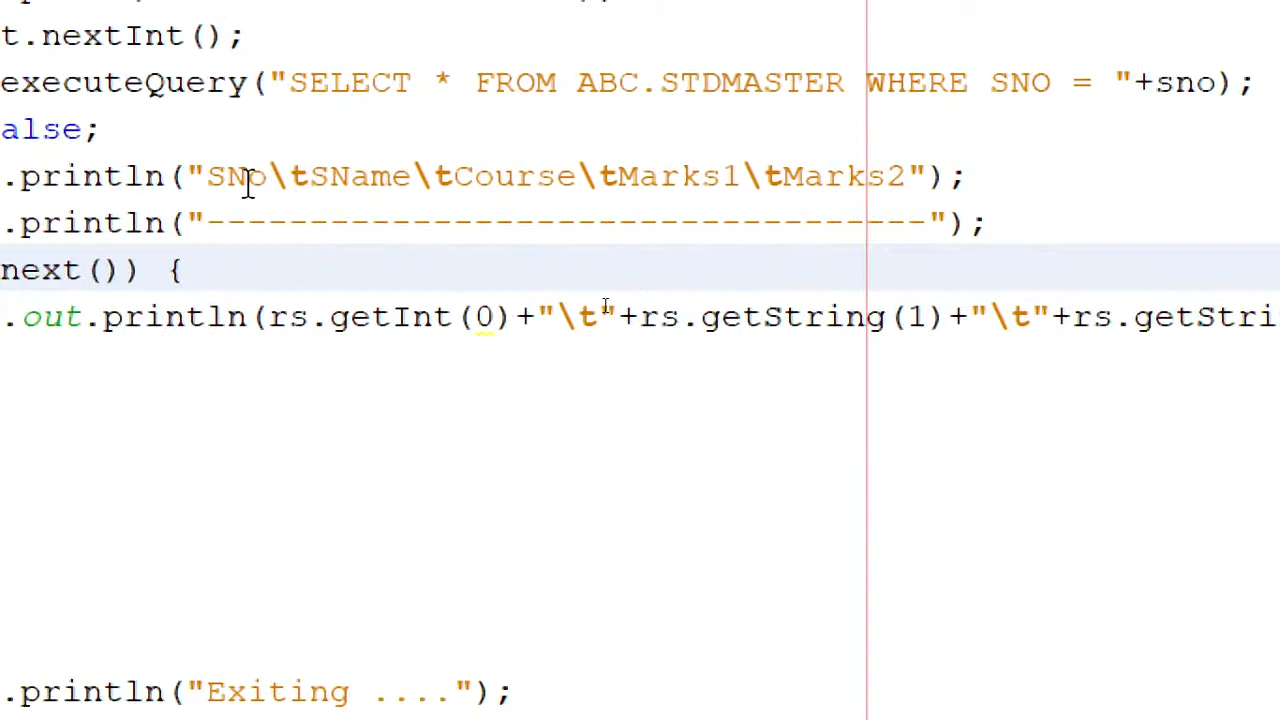 t.nextInt();
executeQuery("SELECT * FROM ABC.STDMASTER WHERE SNO = "+sno);
alse;
.println("SNo\tSName\tCourse\tMarks1\tMarks2");
.println("-----------------------------------");
next()) {
.out.println(rs.getInt(0)+"\t"+rs.getString(1)+"\t"+rs.getStri
.println("Exiting ....");